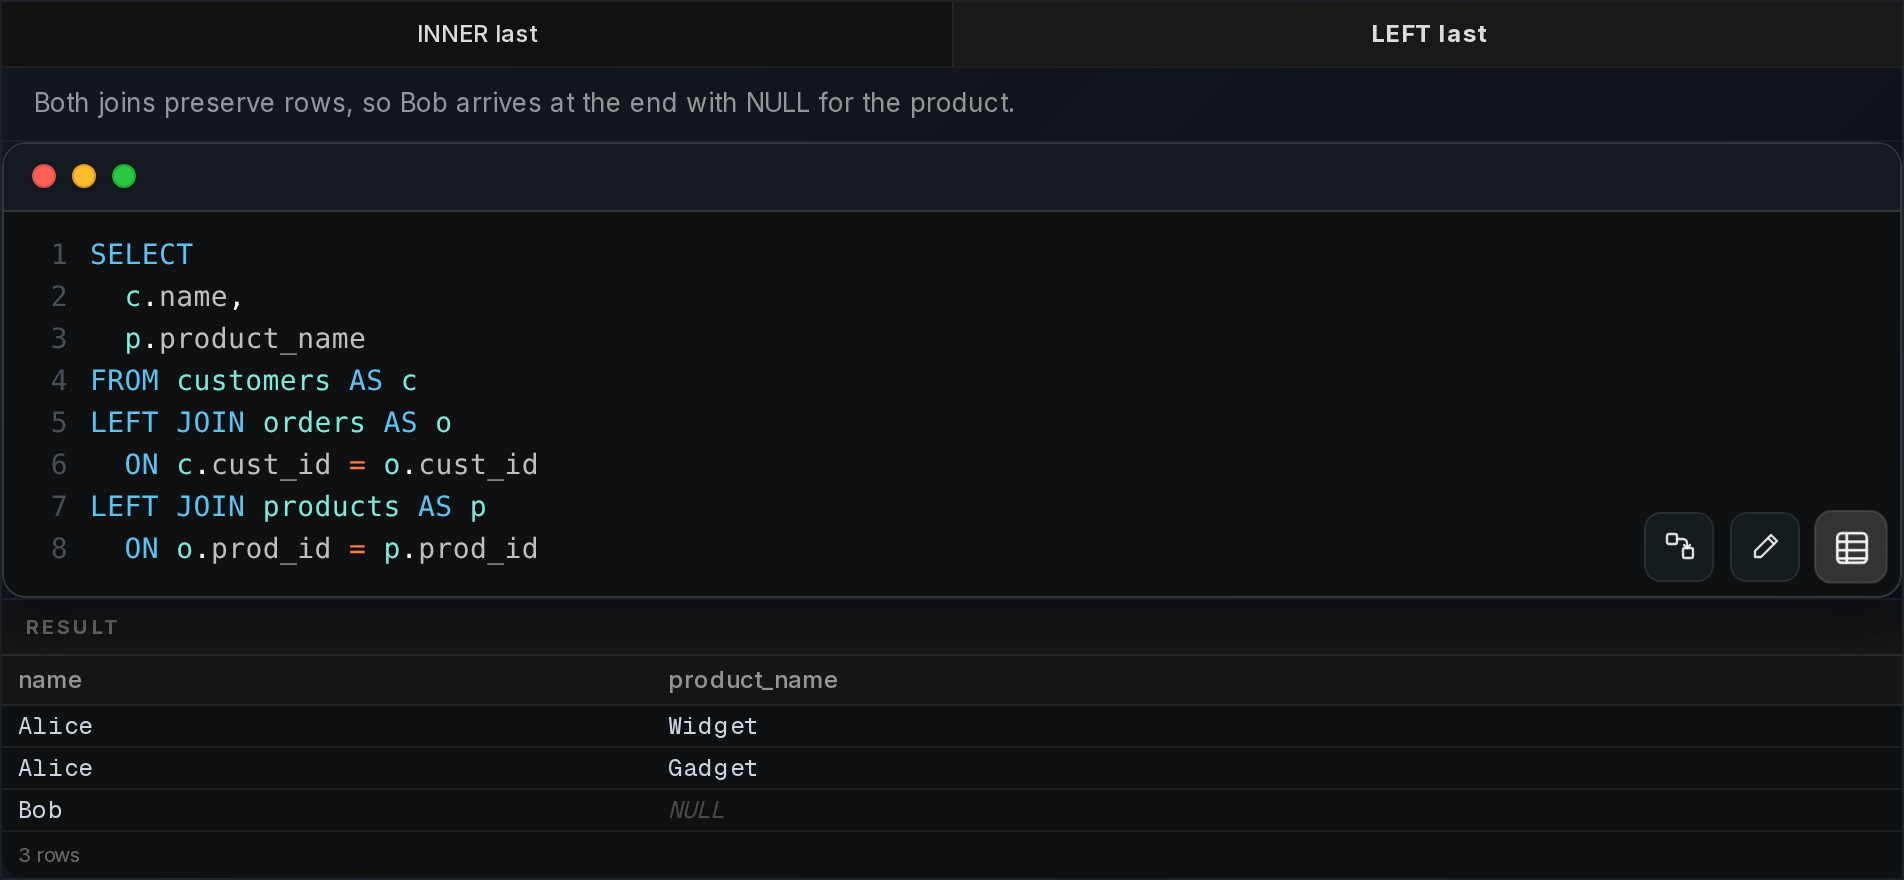 INNER last
LEFT last
Both joins preserve rows, so Bob arrives at the end with NULL for the product.
1 SELECT
2   c.name,
3   p.product_name
4 FROM customers AS c
5 LEFT JOIN orders AS o
6   ON c.cust_id = o.cust_id
7 LEFT JOIN products AS p
8   ON o.prod_id = p.prod_id
RESULT
name product_name
Alice Widget
Alice Gadget
Bob NULL
3 rows